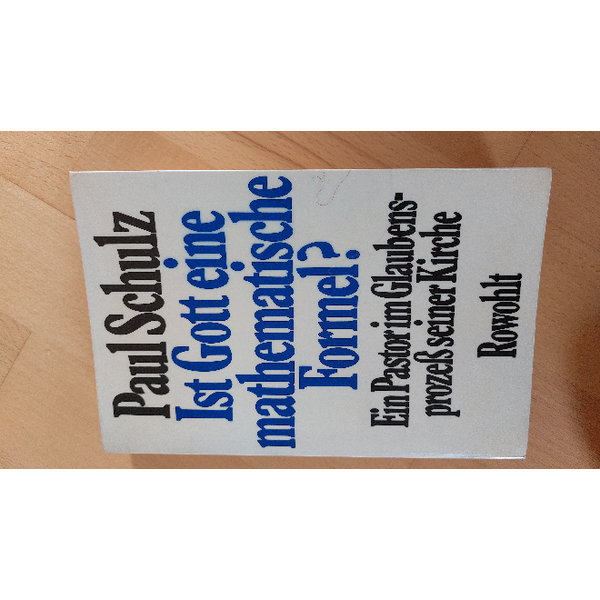 Paul Schulz
Ist Gott eine
mathematische
Formel?
Ein Pastor im Glaubens-
prozeß seiner Kirche
Rowohlt